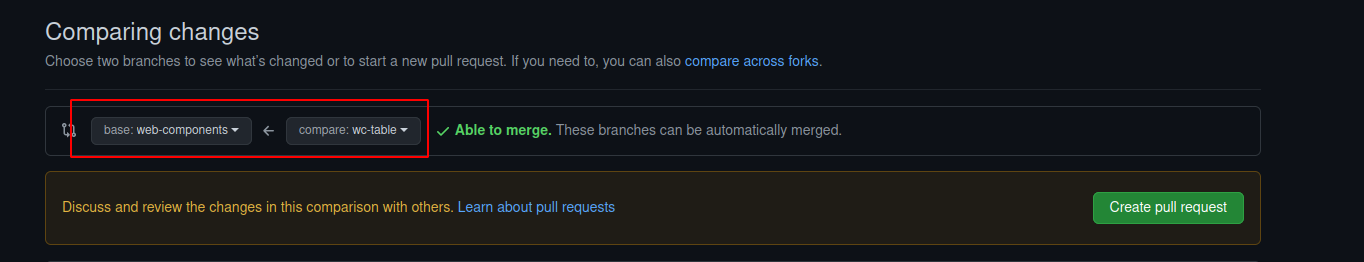 Comparing changes
Choose two branches to see what's changed or to start a new pull request. If you need to, you can also compare across forks.
base: web-components compare: wc-table Able to merge. These branches can be automatically merged.
Discuss and review the changes in this comparison with others. Learn about pull requests Create pull request